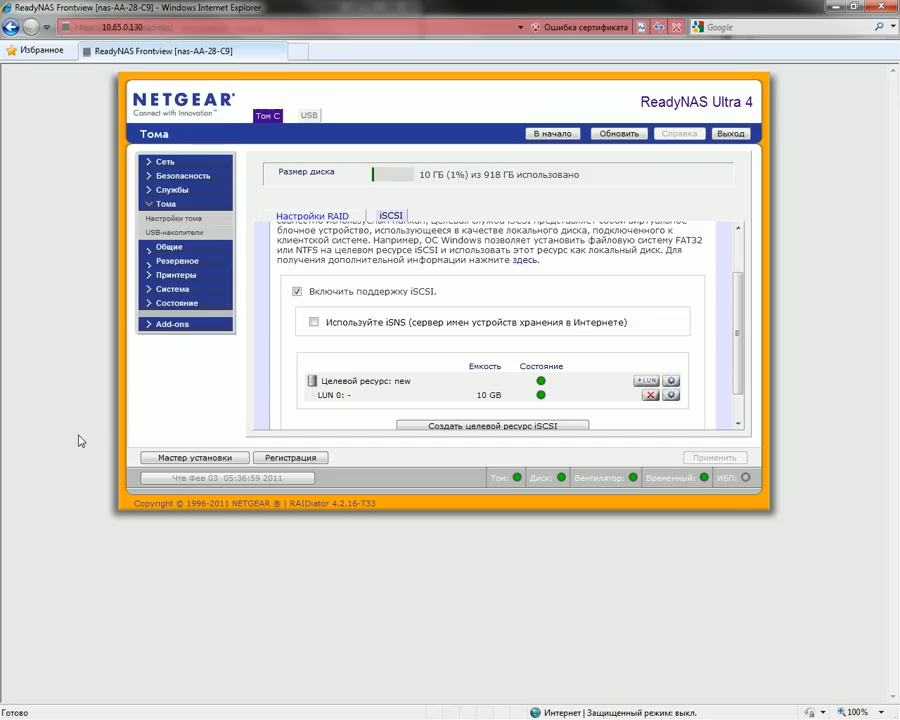 ReadyNAS Frontview [nas-AA-28-C9] - Windows Internet Explorer
10.65.0.130
Ошибка сертификата
Google
Избранное
ReadyNAS Frontview [nas-AA-28-C9]
NETGEAR®
Connect with Innovation™
Том C
USB
ReadyNAS Ultra 4
Тома
В начало
Обновить
Справка
Выход
Сеть
Безопасность
Службы
Тома
Настройки тома
USB-накопители
Общие
Резервное
Принтеры
Система
Состояние
Add-ons
Размер диска
10 ГБ (1%) из 918 ГБ использовано
Настройки RAID
iSCSI
блочное устройство, использующееся в качестве локального диска, подключенного к
клиентской системе. Например, ОС Windows позволяет установить файловую систему FAT32
или NTFS на целевом ресурсе iSCSI и использовать этот ресурс как локальный диск. Для
получения дополнительной информации нажмите здесь.
Включить поддержку iSCSI.
Используйте iSNS (сервер имен устройств хранения в Интернете)
Емкость
Состояние
Целевой ресурс: new
+LUN
LUN 0: -
10 GB
Создать целевой ресурс iSCSI
Мастер установки
Регистрация
Применить
Чтв Фев 03 05:36:59 2011
Том:
Диск:
Вентилятор:
Временный:
ИБП:
Copyright © 1996-2011 NETGEAR ® | RAIDiator 4.2.16-T33
Готово
Интернет | Защищенный режим: выкл.
100%